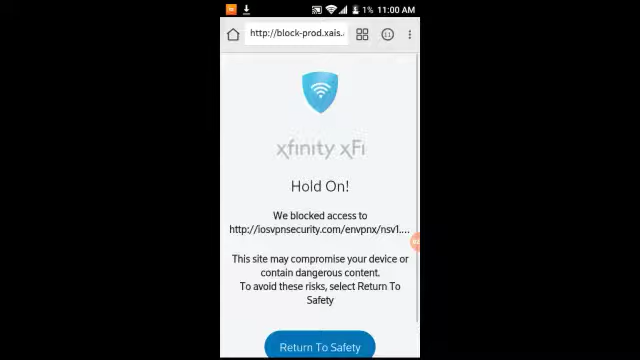 1% 11:00 AM
http://block-prod.xais.
11
xfinity xFi
Hold On!
We blocked access to
http://iosvpnsecurity.com/envpnx/nsv1....
This site may compromise your device or
contain dangerous content.
To avoid these risks, select Return To
Safety
Return To Safety